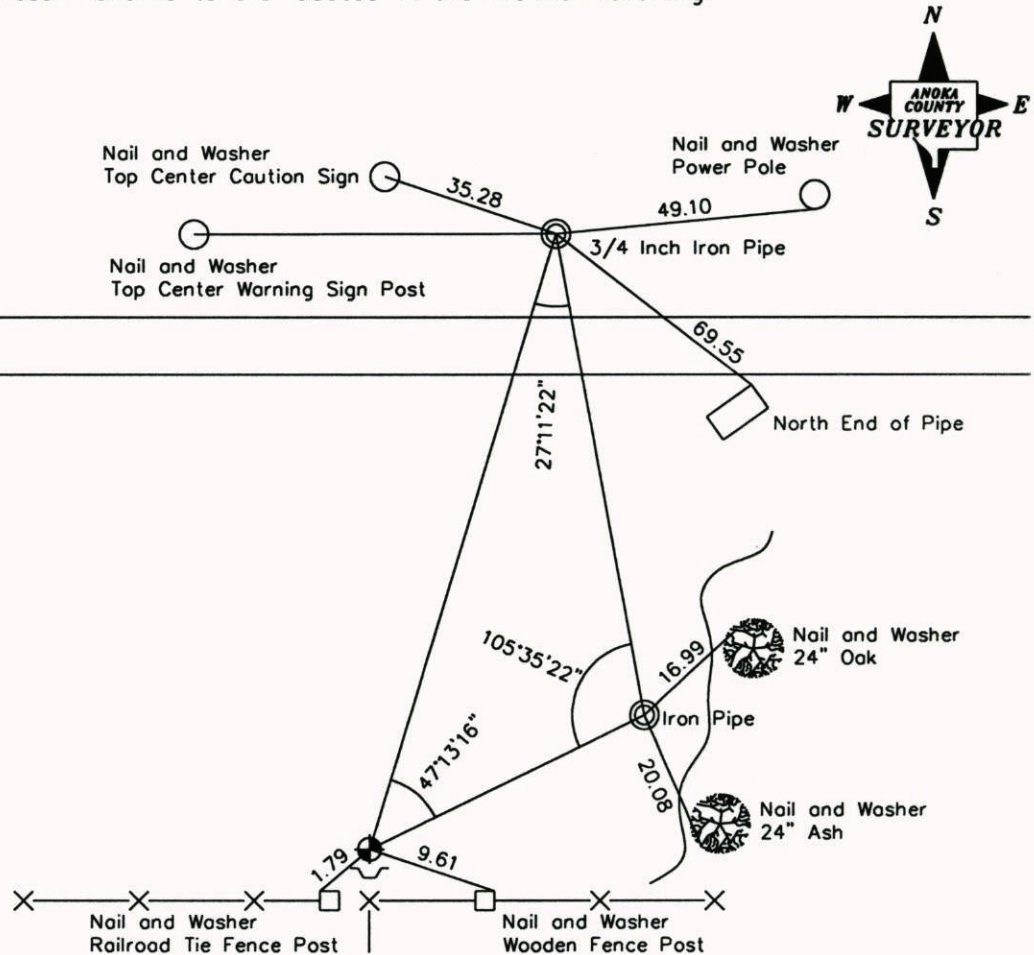 N
ANOKA
COUNTY
W E
SURVEYOR
S
Nail and Washer
Top Center Caution Sign
35.28
Nail and Washer
Power Pole
49.10
3/4 Inch Iron Pipe
Nail and Washer
Top Center Warning Sign Post
69.55
North End of Pipe
27°11'22"
105°35'22"
16.99
Nail and Washer
24" Oak
Iron Pipe
47°13'16"
20.08
Nail and Washer
24" Ash
1.79
9.61
Nail and Washer
Railroad Tie Fence Post
Nail and Washer
Wooden Fence Post